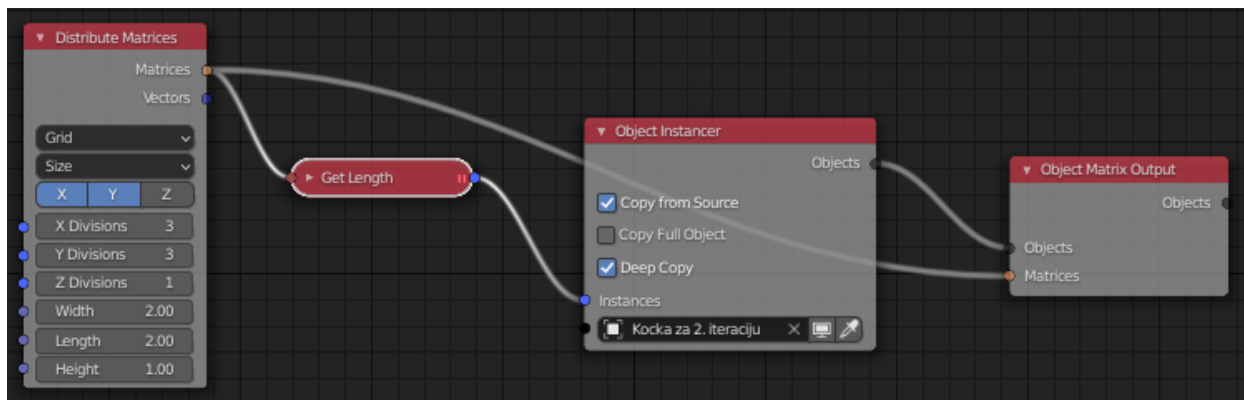 Distribute Matrices
Matrices
Vectors
Grid
Size
X Y Z
X Divisions 3
Y Divisions 3
Z Divisions 1
Width 2.00
Length 2.00
Height 1.00
Get Length
Object Instancer
Objects
Copy from Source
Copy Full Object
Deep Copy
Instances
Kocka za 2. iteraciju
Object Matrix Output
Objects
Objects
Matrices